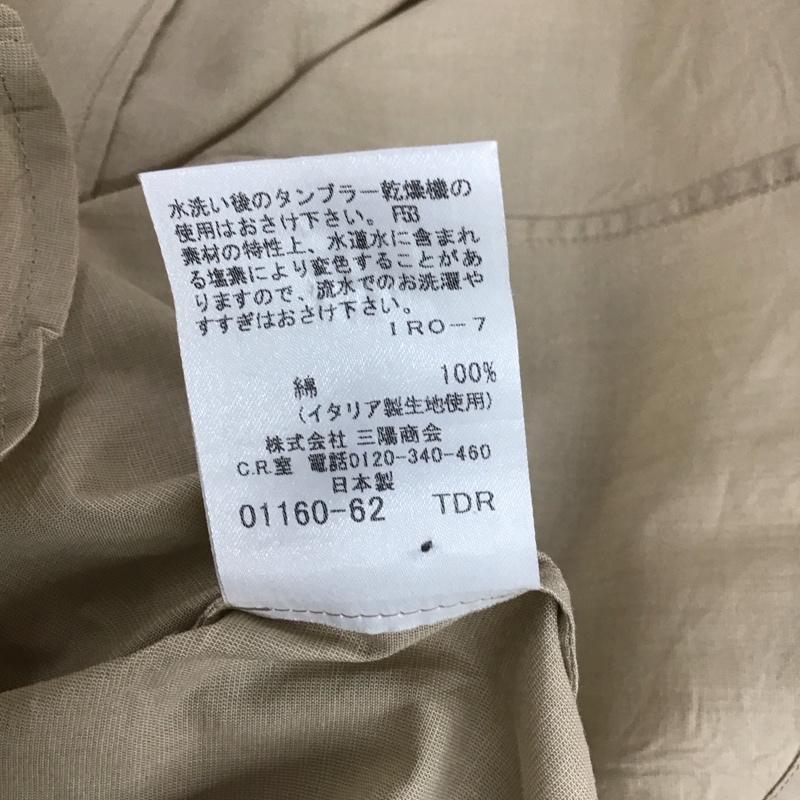 水洗い後のタンブラー乾燥機の
使用はおさけ下さい。 F53
素材の特性上、水道水に含まれ
る塩素により変色することがあ
りますので、流水でのお洗濯や
すすぎはおさけ下さい。
IRO-7
綿 100%
(イタリア製生地使用)
株式会社 三陽商会
C.R.室 電話0120-340-460
日本製
01160-62 TDR